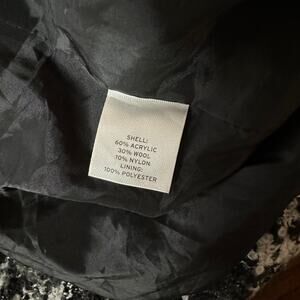 SHELL:
60% ACRYLIC
30% WOOL
10% NYLON
LINING:
100% POLYESTER